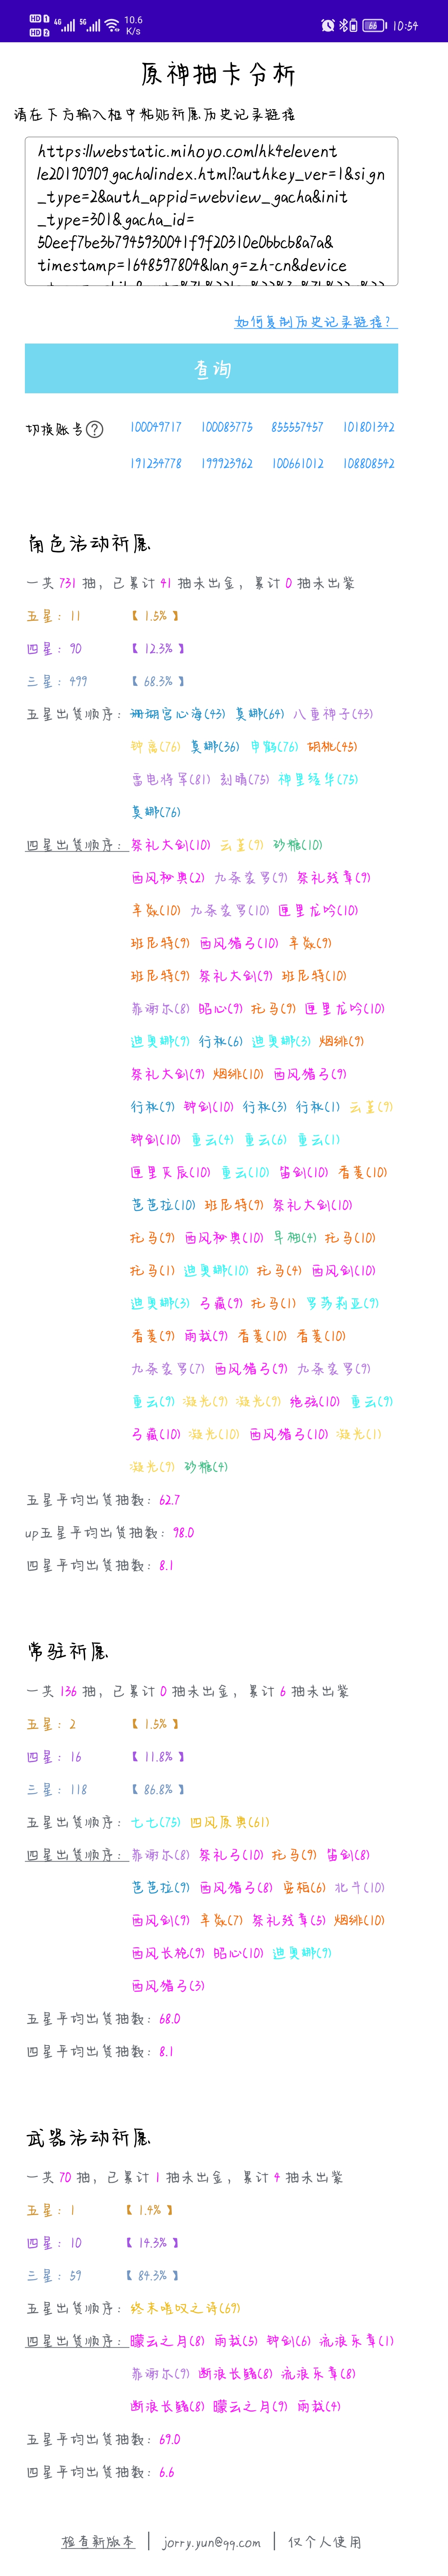 HD 1 4G 5G 10.6 66 10:54
HD 2 K/s
原神抽卡分析
请在下方输入框中粘贴祈愿历史记录链接
https://webstatic.mihoyo.com/hk4e/event
/e20190909gacha/index.html?authkey_ver=1&sign
_type=2&auth_appid=webview_gacha&init
_type=301&gacha_id=
50eef7be3b7945930041f9f20310e0bbcb8a7a&
timestamp=1648597804&lang=zh-cn&device
如何复制历史记录链接?
查询
切换账号? 100049717 100083775 855557457 101801342
191234778 199923962 100661012 108808542
角色活动祈愿
一共 731 抽，已累计 41 抽未出金，累计 0 抽未出紫
五星：11 【 1.5% 】
四星：90 【 12.3% 】
三星：499 【 68.3% 】
五星出货顺序：珊瑚宫心海(43) 莫娜(64) 八重神子(43)
钟离(76) 莫娜(36) 申鹤(76) 胡桃(45)
雷电将军(81) 刻晴(75) 神里绫华(75)
莫娜(76)
四星出货顺序：祭礼大剑(10) 云堇(9) 砂糖(10)
西风秘典(2) 九条裟罗(9) 祭礼残章(9)
辛焱(10) 九条裟罗(10) 匣里龙吟(10)
班尼特(9) 西风猎弓(10) 辛焱(9)
班尼特(9) 祭礼大剑(9) 班尼特(10)
菲谢尔(8) 昭心(9) 托马(9) 匣里龙吟(10)
迪奥娜(9) 行秋(6) 迪奥娜(3) 烟绯(9)
祭礼大剑(9) 烟绯(10) 西风猎弓(9)
行秋(9) 钟剑(10) 行秋(3) 行秋(1) 云堇(9)
钟剑(10) 重云(4) 重云(6) 重云(1)
匣里灭辰(10) 重云(10) 笛剑(10) 香菱(10)
芭芭拉(10) 班尼特(9) 祭礼大剑(10)
托马(9) 西风秘典(10) 早柚(4) 托马(10)
托马(1) 迪奥娜(10) 托马(4) 西风剑(10)
迪奥娜(3) 弓藏(9) 托马(1) 罗莎莉亚(9)
香菱(9) 雨裁(9) 香菱(10) 香菱(10)
九条裟罗(7) 西风猎弓(9) 九条裟罗(9)
重云(9) 凝光(9) 凝光(9) 绝弦(10) 重云(9)
弓藏(10) 凝光(10) 西风猎弓(10) 凝光(1)
凝光(9) 砂糖(4)
五星平均出货抽数：62.7
up五星平均出货抽数：98.0
四星平均出货抽数：8.1
常驻祈愿
一共 136 抽，已累计 0 抽未出金，累计 6 抽未出紫
五星：2 【 1.5% 】
四星：16 【 11.8% 】
三星：118 【 86.8% 】
五星出货顺序：七七(75) 四风原典(61)
四星出货顺序：菲谢尔(8) 祭礼弓(10) 托马(9) 笛剑(8)
芭芭拉(9) 西风猎弓(8) 安柏(6) 北斗(10)
西风剑(9) 辛焱(7) 祭礼残章(5) 烟绯(10)
西风长枪(9) 昭心(10) 迪奥娜(9)
西风猎弓(3)
五星平均出货抽数：68.0
四星平均出货抽数：8.1
武器活动祈愿
一共 70 抽，已累计 1 抽未出金，累计 4 抽未出紫
五星：1 【 1.4% 】
四星：10 【 14.3% 】
三星：59 【 84.3% 】
五星出货顺序：终末嗟叹之诗(69)
四星出货顺序：曚云之月(8) 雨裁(5) 钟剑(6) 流浪乐章(1)
菲谢尔(9) 断浪长鳍(8) 流浪乐章(8)
断浪长鳍(8) 曚云之月(9) 雨裁(4)
五星平均出货抽数：69.0
四星平均出货抽数：6.6
检查新版本 | jorry.yun@qq.com | 仅个人使用